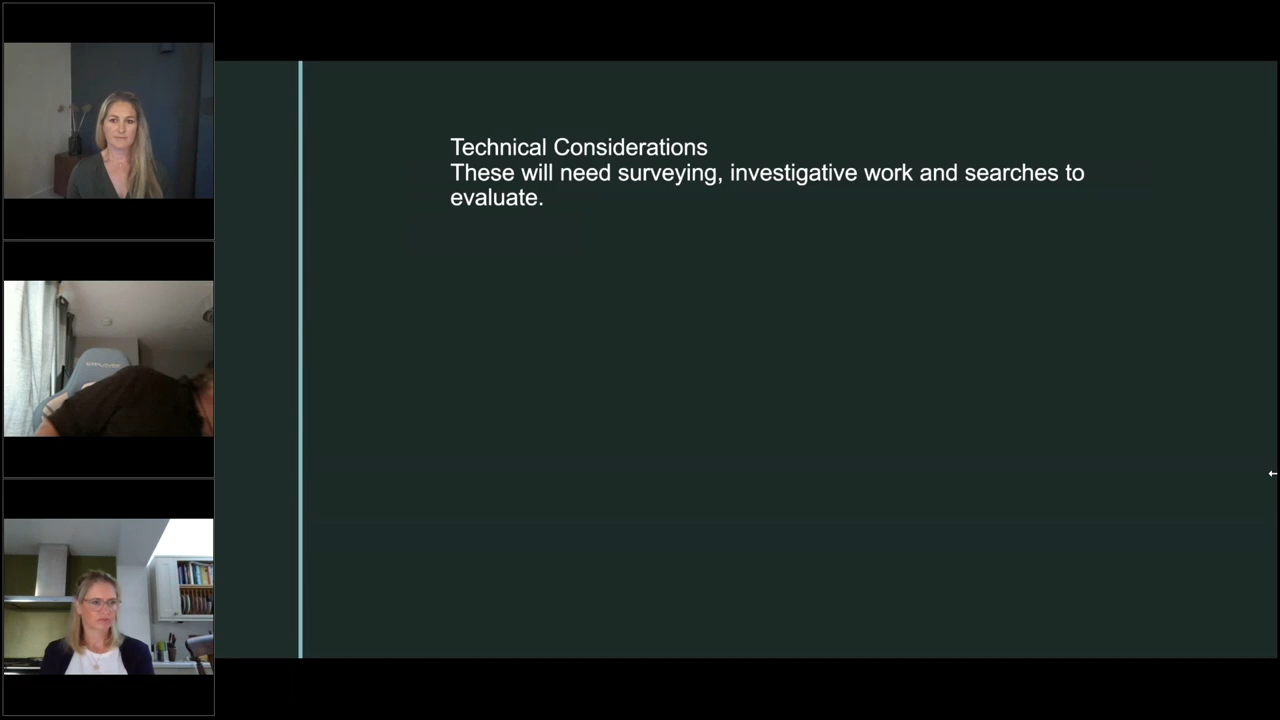 Technical Considerations
These will need surveying, investigative work and searches to
evaluate.